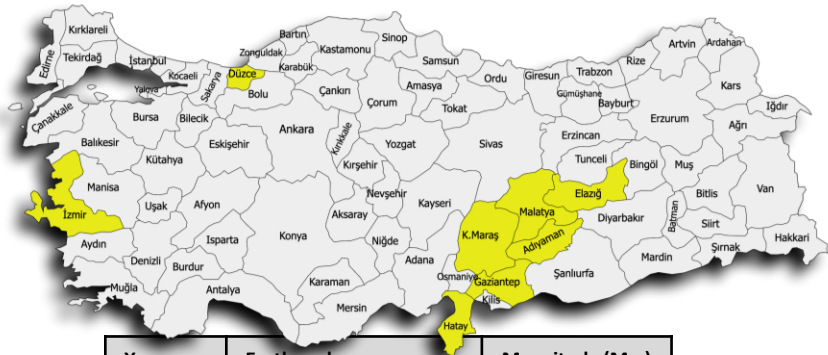 Kırklareli
Edirne
Tekirdağ
İstanbul
Kocaeli
Yalova
Sakarya
Düzce
Zonguldak
Bartın
Karabük
Kastamonu
Sinop
Samsun
Ordu
Giresun
Trabzon
Rize
Artvin
Ardahan
Çanakkale
Bursa
Bilecik
Bolu
Çankırı
Çorum
Amasya
Tokat
Gümüşhane
Bayburt
Erzurum
Kars
Iğdır
Ağrı
Balıkesir
Kütahya
Eskişehir
Ankara
Kırıkkale
Kırşehir
Yozgat
Sivas
Erzincan
Tunceli
Bingöl
Muş
Bitlis
Van
Manisa
İzmir
Uşak
Afyon
Konya
Aksaray
Nevşehir
Kayseri
Malatya
Elazığ
Diyarbakır
Batman
Siirt
Şırnak
Hakkari
Aydın
Denizli
Isparta
Burdur
Muğla
Antalya
Karaman
Mersin
Niğde
Adana
K.Maraş
Adıyaman
Osmaniye
Gaziantep
Kilis
Hatay
Şanlıurfa
Mardin